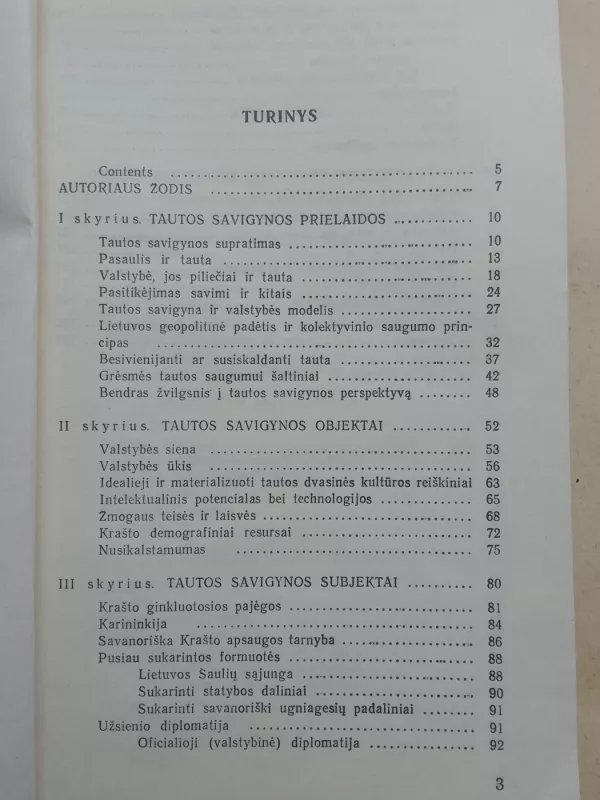 TURINYS
Contents 5
AUTORIAUS ŽODIS 7
I skyrius. TAUTOS SAVIGYNOS PRIELAIDOS 10
Tautos savigynos supratimas 10
Pasaulis ir tauta 13
Valstybė, jos piliečiai ir tauta 18
Pasitikėjimas savimi ir kitais 24
Tautos savigyna ir valstybės modelis 27
Lietuvos geopolitinė padėtis ir kolektyvinio saugumo prin-
cipas 32
Besivienijanti ar susiskaldanti tauta 37
Grėsmės tautos saugumui šaltiniai 42
Bendras žvilgsnis į tautos savigynos perspektyvą 48
II skyrius. TAUTOS SAVIGYNOS OBJEKTAI 52
Valstybės siena 53
Valstybės ūkis 56
Idealieji ir materializuoti tautos dvasinės kultūros reiškiniai 63
Intelektualinis potencialas bei technologijos 65
Žmogaus teisės ir laisvės 68
Krašto demografiniai resursai 72
Nusikalstamumas 75
III skyrius. TAUTOS SAVIGYNOS SUBJEKTAI 80
Krašto ginkluotosios pajėgos 81
Karininkija 84
Savanoriška Krašto apsaugos tarnyba 86
Pusiau sukarintos formuotės 88
Lietuvos Šaulių sąjunga 88
Sukarinti statybos daliniai 90
Sukarinti savanoriški ugniagesių padaliniai 91
Užsienio diplomatija 91
Oficialioji (valstybinė) diplomatija 92
3